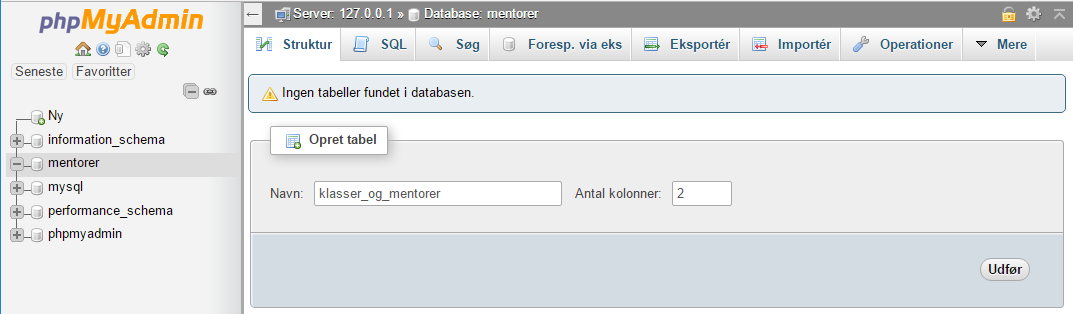 phpMyAdmin
Seneste Favoritter
Ny
information_schema
mentorer
mysql
performance_schema
phpmyadmin
Server: 127.0.0.1 » Database: mentorer
Struktur SQL Søg Foresp. via eks Eksportér Importér Operationer Mere
Ingen tabeller fundet i databasen.
Opret tabel
Navn: klasser_og_mentorer Antal kolonner: 2
Udfør